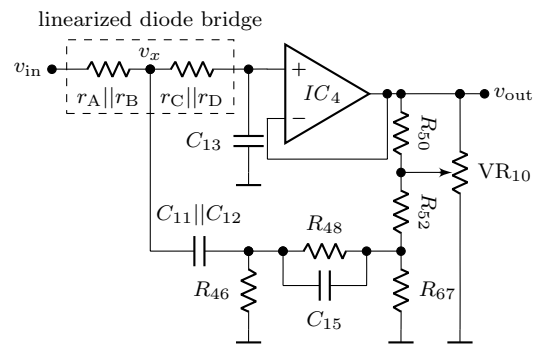 linearized diode bridge
v_in
v_x
r_A||r_B
r_C||r_D
+
−
IC_4
v_out
C_13
R_50
VR_10
R_52
C_11||C_12
R_48
R_46
C_15
R_67